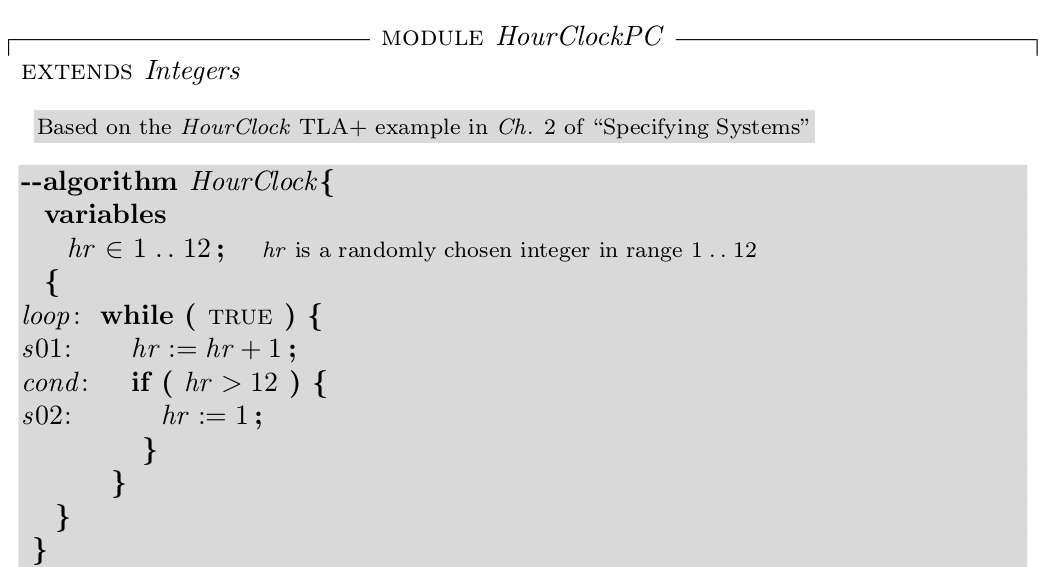 MODULE HourClockPC
EXTENDS Integers
Based on the HourClock TLA+ example in Ch. 2 of “Specifying Systems”
--algorithm HourClock{
variables
hr ∈ 1 . . 12 ; hr is a randomly chosen integer in range 1 . . 12
{
loop: while ( TRUE ) {
s01: hr := hr + 1 ;
cond: if ( hr > 12 ) {
s02: hr := 1 ;
}
}
}
}